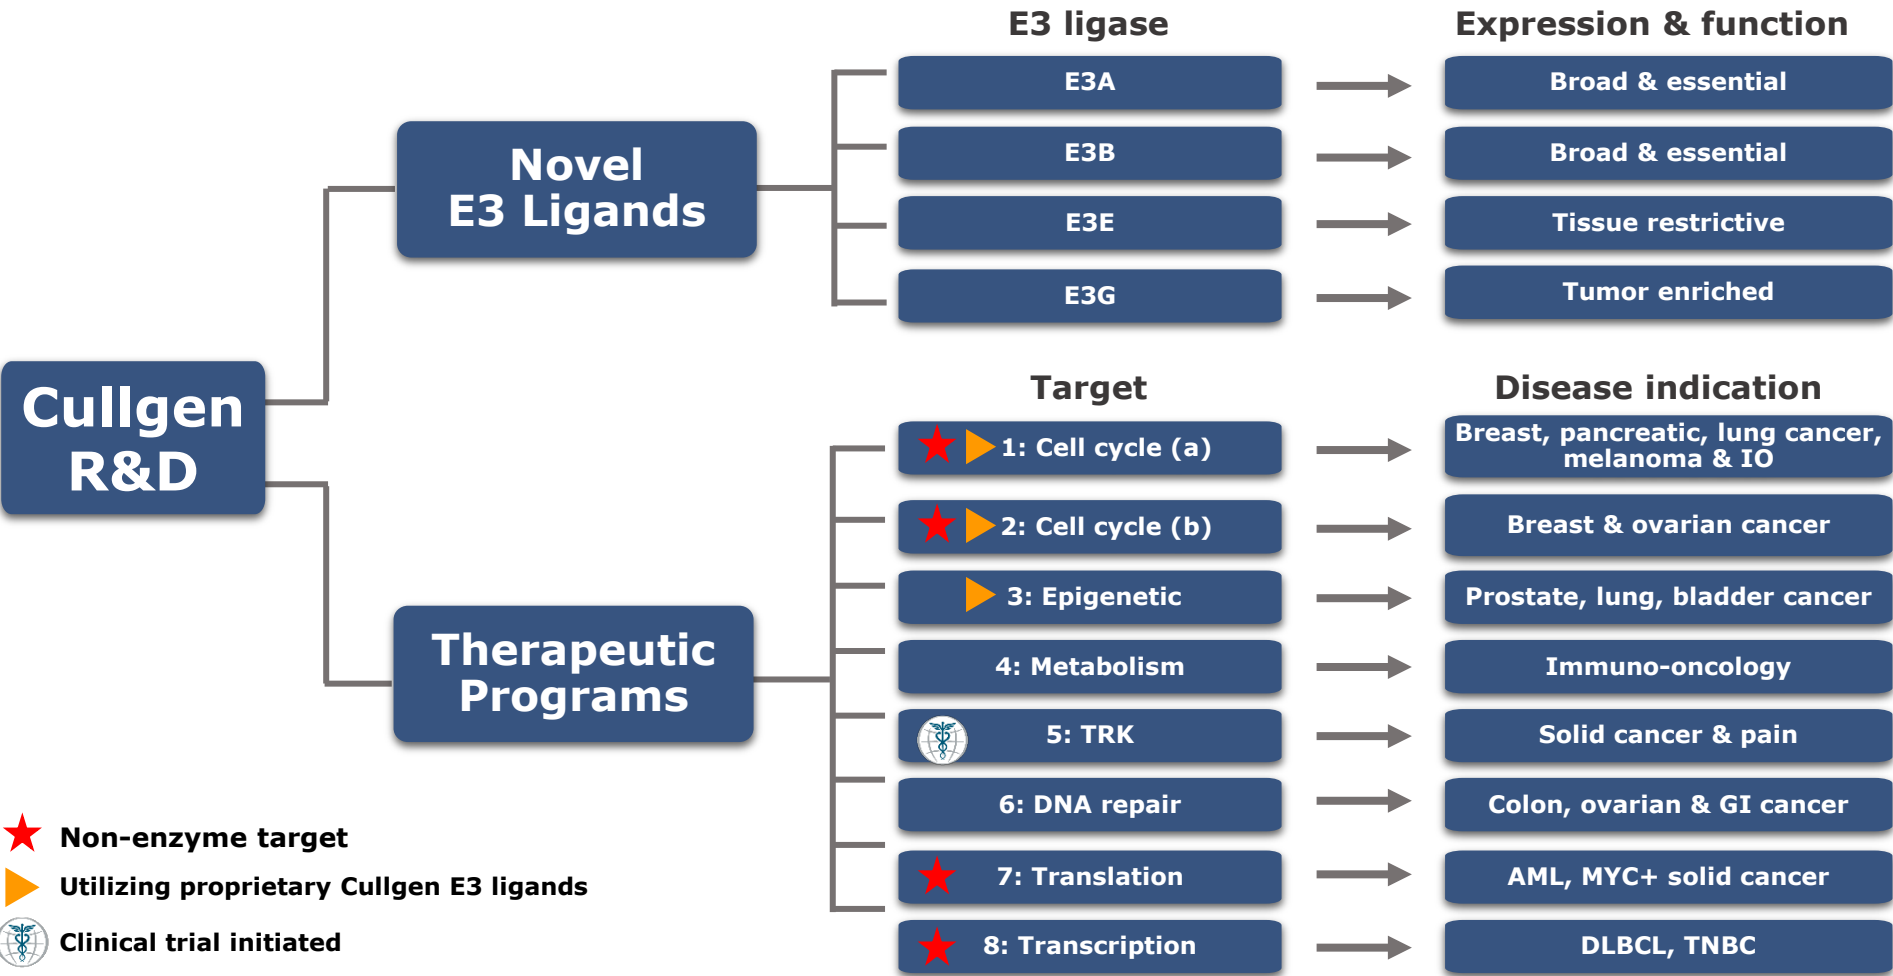 E3 ligase
Expression & function
E3A
Broad & essential
E3B
Broad & essential
E3E
Tissue restrictive
E3G
Tumor enriched
Novel
E3 Ligands
Cullgen
R&D
Therapeutic
Programs
Target
Disease indication
1: Cell cycle (a)
Breast, pancreatic, lung cancer,
melanoma & IO
2: Cell cycle (b)
Breast & ovarian cancer
3: Epigenetic
Prostate, lung, bladder cancer
4: Metabolism
Immuno-oncology
5: TRK
Solid cancer & pain
6: DNA repair
Colon, ovarian & GI cancer
7: Translation
AML, MYC+ solid cancer
8: Transcription
DLBCL, TNBC
Non-enzyme target
Utilizing proprietary Cullgen E3 ligands
Clinical trial initiated